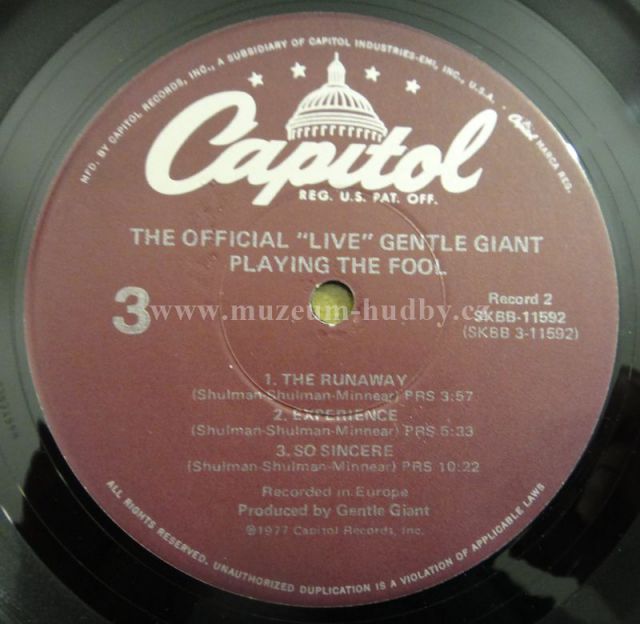 MFD. BY CAPITOL RECORDS, INC., A SUBSIDIARY OF CAPITOL INDUSTRIES-EMI, INC., U.S.A. · Capitol MARCA REG.
Capitol
REG. U.S. PAT. OFF.
THE OFFICIAL "LIVE" GENTLE GIANT
PLAYING THE FOOL
3
www.muzeum-hudby.cz
Record 2
SKBB-11592
(SKBB 3-11592)
1. THE RUNAWAY
(Shulman-Shulman-Minnear) PRS 3:57
2. EXPERIENCE
(Shulman-Shulman-Minnear) PRS 5:33
3. SO SINCERE
(Shulman-Shulman-Minnear) PRS 10:22
Recorded in Europe
Produced by Gentle Giant
℗1977 Capitol Records, Inc.
ALL RIGHTS RESERVED. UNAUTHORIZED DUPLICATION IS A VIOLATION OF APPLICABLE LAWS